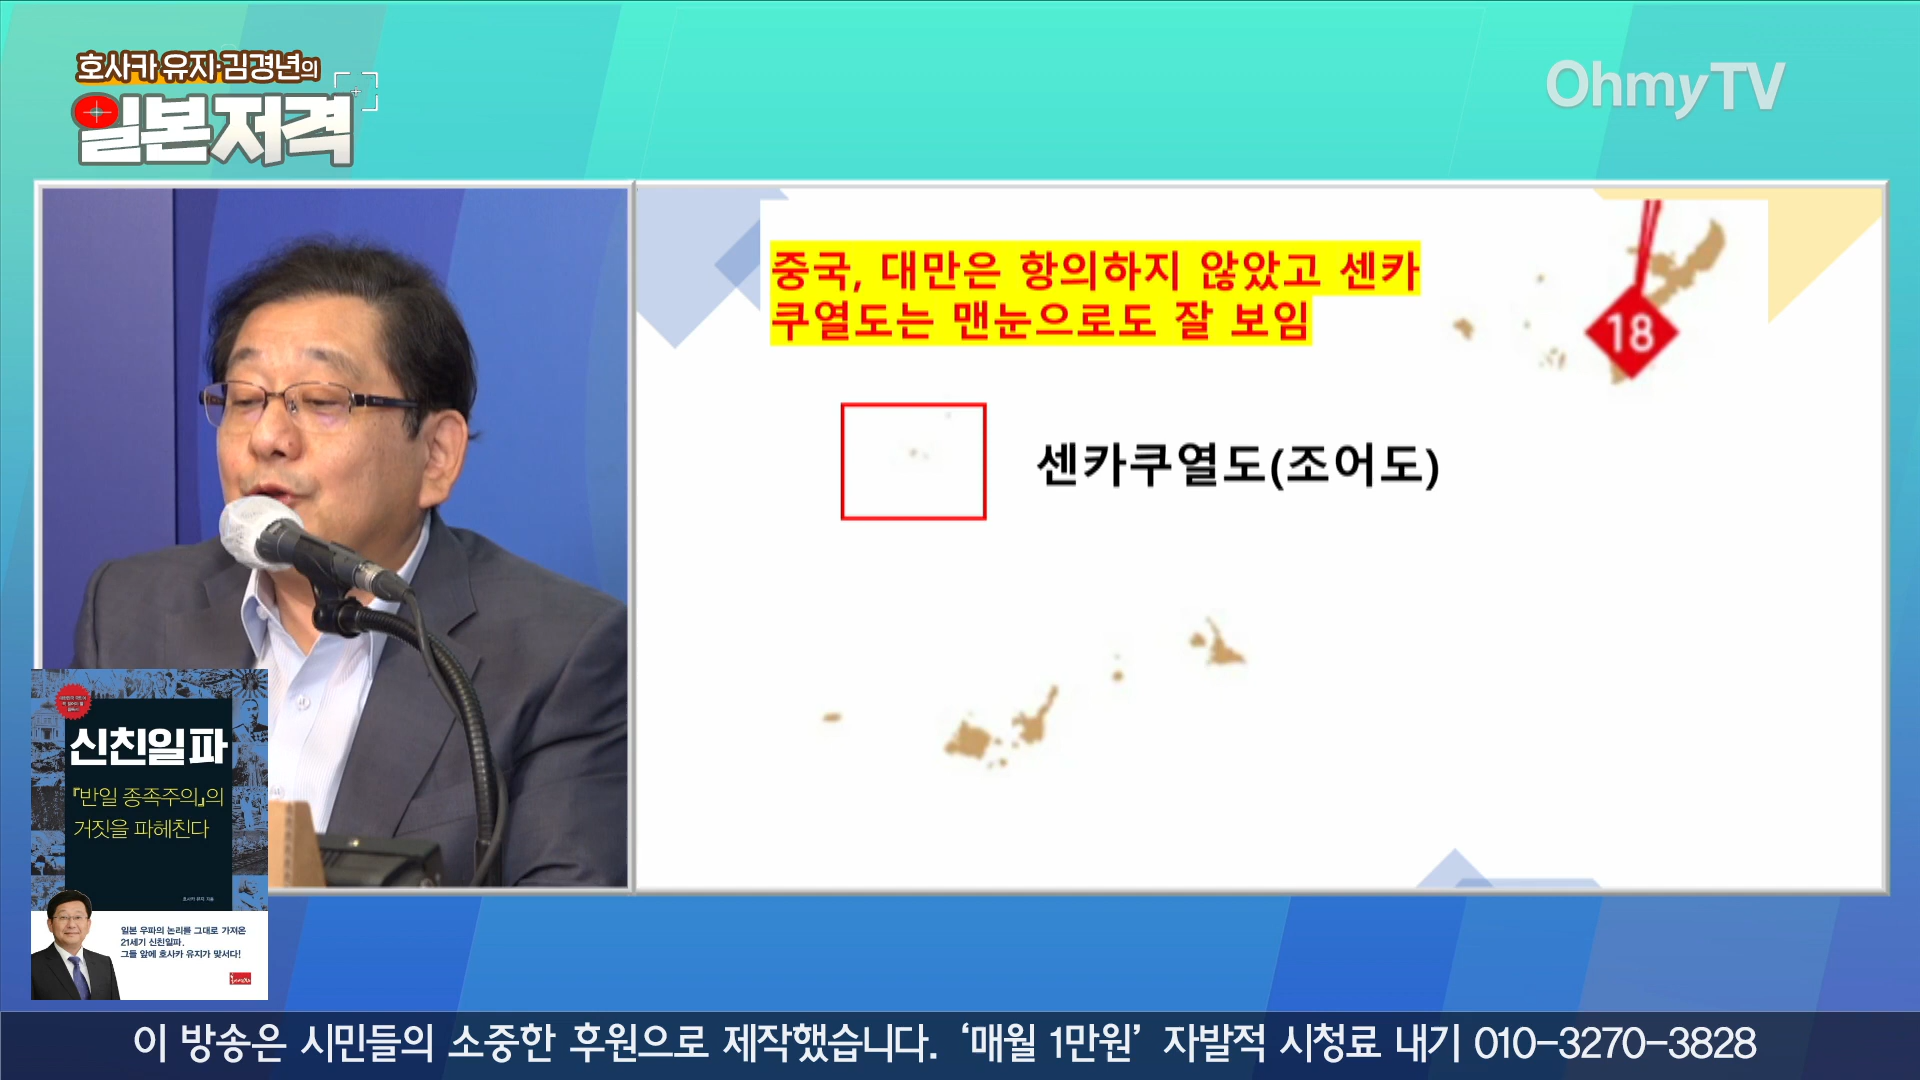 호사카 유지·김경년의
일본저격
OhmyTV
중국, 대만은 항의하지 않았고 센카
쿠열도는 맨눈으로도 잘 보임
18
센카쿠열도(조어도)
신친일파
『반일 종족주의』의
거짓을 파헤친다
호사카 유지 지음
일본 우파의 논리를 그대로 가져온
21세기 신친일파.
그들 앞에 호사카 유지가 맞서다!
이 방송은 시민들의 소중한 후원으로 제작했습니다. ‘매월 1만원’ 자발적 시청료 내기 010-3270-3828